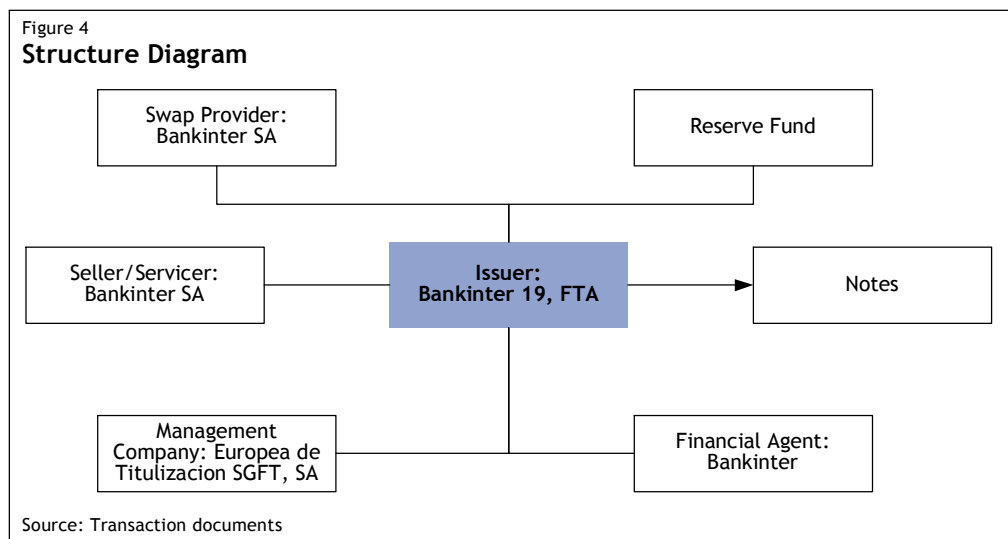 Figure 4
Structure Diagram
Swap Provider:
Bankinter SA
Reserve Fund
Seller/Servicer:
Bankinter SA
Issuer:
Bankinter 19, FTA
Notes
Management
Company: Europea de
Titulizacion SGFT, SA
Financial Agent:
Bankinter
Source: Transaction documents